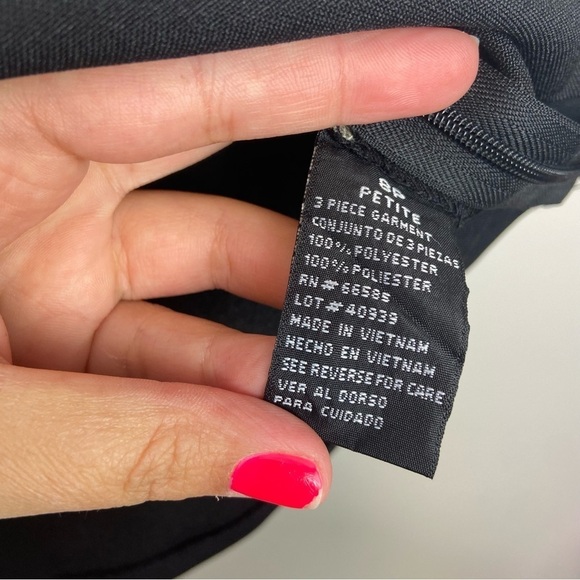 8P
PETITE
3 PIECE GARMENT
CONJUNTO DE 3 PIEZAS
100% POLYESTER
100% POLIESTER
RN# 66585
LOT# 40939
MADE IN VIETNAM
HECHO EN VIETNAM
SEE REVERSE FOR CARE
VER AL DORSO
PARA CUIDADO